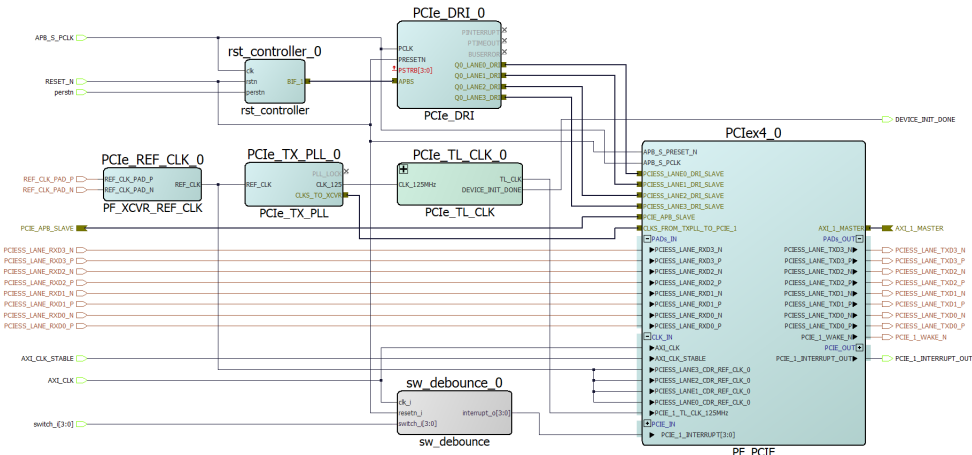 PCIe_DRI_0
PINTERRUPT
PTIMEOUT
BUSERROR
PCLK
PRESETN
PSTRB[3:0]
APBS
Q0_LANE0_DRI
Q0_LANE1_DRI
Q0_LANE2_DRI
Q0_LANE3_DRI
PCIe_DRI
APB_S_PCLK
RESET_N
perstn
rst_controller_0
clk
rstn
perstn
BIF_1
rst_controller
DEVICE_INIT_DONE
PCIe_REF_CLK_0
REF_CLK_PAD_P
REF_CLK_PAD_N
REF_CLK_PAD_P
REF_CLK_PAD_N
REF_CLK
PF_XCVR_REF_CLK
PCIe_TX_PLL_0
REF_CLK
PLL_LOCK
CLK_125
CLKS_TO_XCVR
PCIe_TX_PLL
PCIe_TL_CLK_0
CLK_125MHz
TL_CLK
DEVICE_INIT_DONE
PCIe_TL_CLK
PCIE_APB_SLAVE
PCIESS_LANE_RXD3_N
PCIESS_LANE_RXD3_P
PCIESS_LANE_RXD2_N
PCIESS_LANE_RXD2_P
PCIESS_LANE_RXD1_N
PCIESS_LANE_RXD1_P
PCIESS_LANE_RXD0_N
PCIESS_LANE_RXD0_P
AXI_CLK_STABLE
AXI_CLK
switch_i[3:0]
sw_debounce_0
clk_i
resetn_i
switch_i[3:0]
interrupt_o[3:0]
sw_debounce
PCIex4_0
APB_S_PRESET_N
APB_S_PCLK
PCIESS_LANE0_DRI_SLAVE
PCIESS_LANE1_DRI_SLAVE
PCIESS_LANE2_DRI_SLAVE
PCIESS_LANE3_DRI_SLAVE
PCIE_APB_SLAVE
CLKS_FROM_TXPLL_TO_PCIE_1
PADs_IN
PCIESS_LANE_RXD3_N
PCIESS_LANE_RXD3_P
PCIESS_LANE_RXD2_N
PCIESS_LANE_RXD2_P
PCIESS_LANE_RXD1_N
PCIESS_LANE_RXD1_P
PCIESS_LANE_RXD0_N
PCIESS_LANE_RXD0_P
CLK_IN
AXI_CLK
AXI_CLK_STABLE
PCIESS_LANE3_CDR_REF_CLK_0
PCIESS_LANE2_CDR_REF_CLK_0
PCIESS_LANE1_CDR_REF_CLK_0
PCIESS_LANE0_CDR_REF_CLK_0
PCIE_1_TL_CLK_125MHz
PCIE_IN
PCIE_1_INTERRUPT[3:0]
AXI_1_MASTER
PADs_OUT
PCIESS_LANE_TXD3_N
PCIESS_LANE_TXD3_P
PCIESS_LANE_TXD2_N
PCIESS_LANE_TXD2_P
PCIESS_LANE_TXD1_N
PCIESS_LANE_TXD1_P
PCIESS_LANE_TXD0_N
PCIESS_LANE_TXD0_P
PCIE_1_WAKE_N
PCIE_OUT
PCIE_1_INTERRUPT_OUT
PF_PCIE
AXI_1_MASTER
PCIESS_LANE_TXD3_N
PCIESS_LANE_TXD3_P
PCIESS_LANE_TXD2_N
PCIESS_LANE_TXD2_P
PCIESS_LANE_TXD1_N
PCIESS_LANE_TXD1_P
PCIESS_LANE_TXD0_N
PCIESS_LANE_TXD0_P
PCIE_1_WAKE_N
PCIE_1_INTERRUPT_OUT